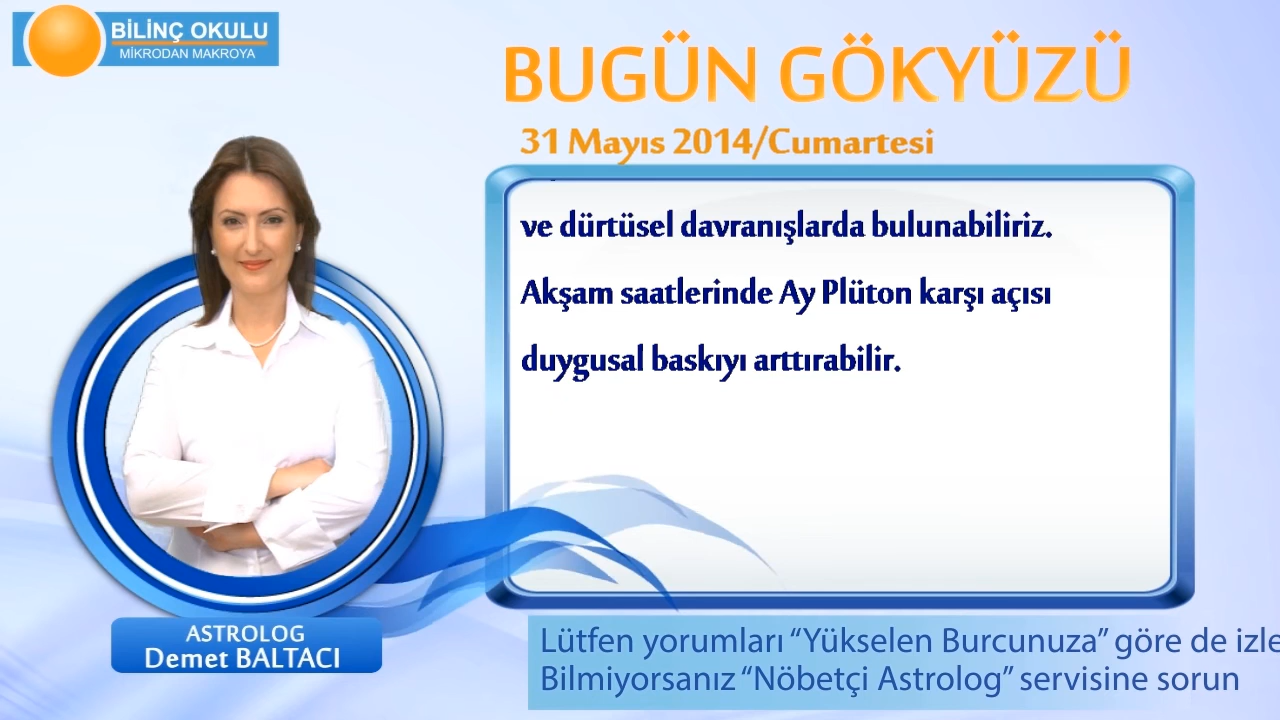 BİLİNÇ OKULU
MİKRODAN MAKROYA
BUGÜN GÖKYÜZÜ
31 Mayıs 2014/Cumartesi
ve dürtüsel davranışlarda bulunabiliriz.
Akşam saatlerinde Ay Plüton karşı açısı
duygusal baskıyı arttırabilir.
ASTROLOG
Demet BALTACI
Lütfen yorumları “Yükselen Burcunuza” göre de izle
Bilmiyorsanız “Nöbetçi Astrolog” servisine sorun